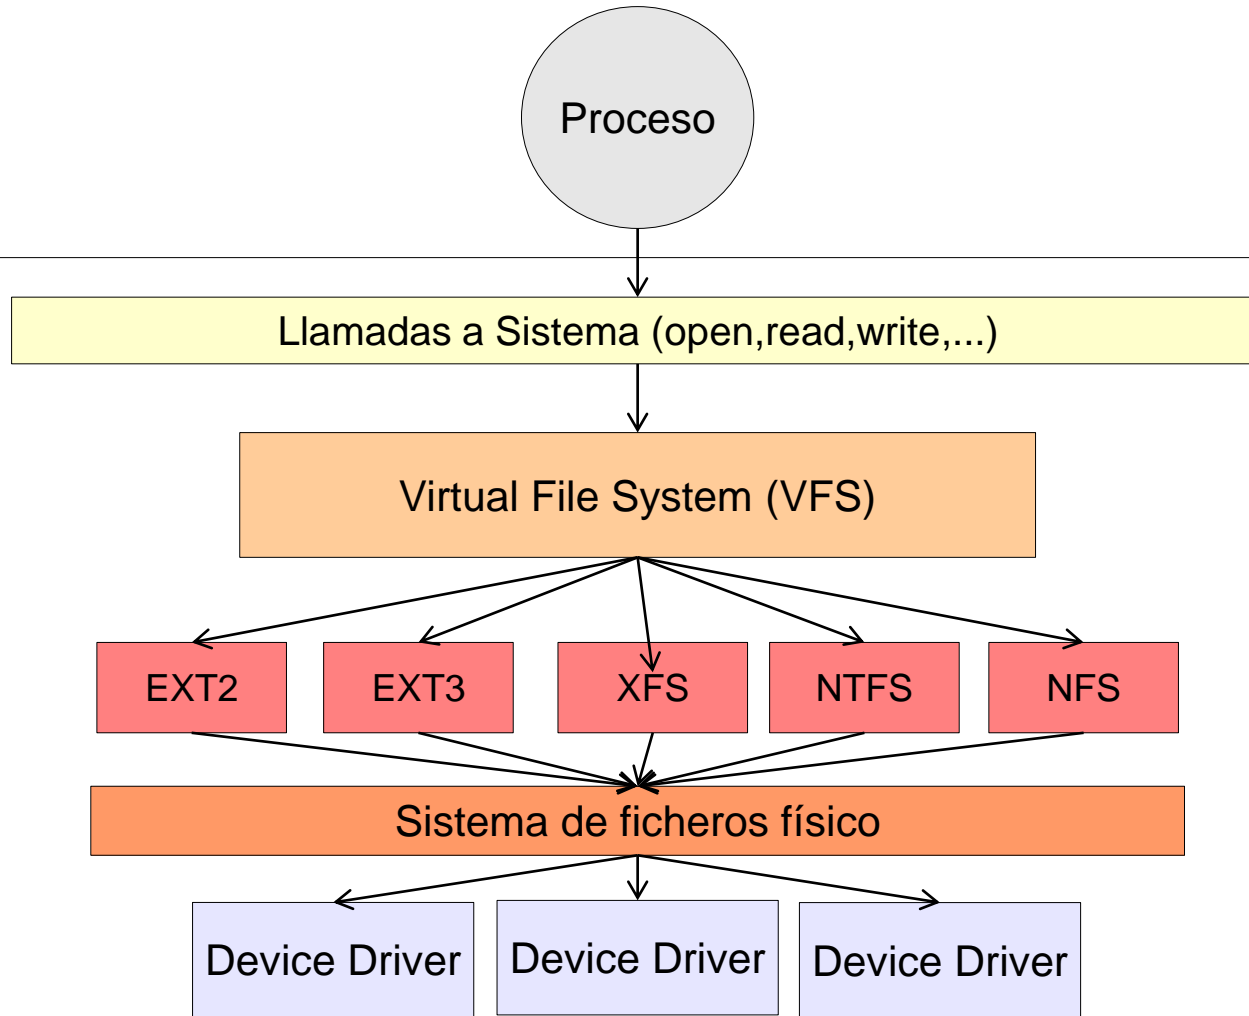 Proceso
Llamadas a Sistema (open,read,write,...)
Virtual File System (VFS)
EXT2
EXT3
XFS
NTFS
NFS
Sistema de ficheros físico
Device Driver
Device Driver
Device Driver